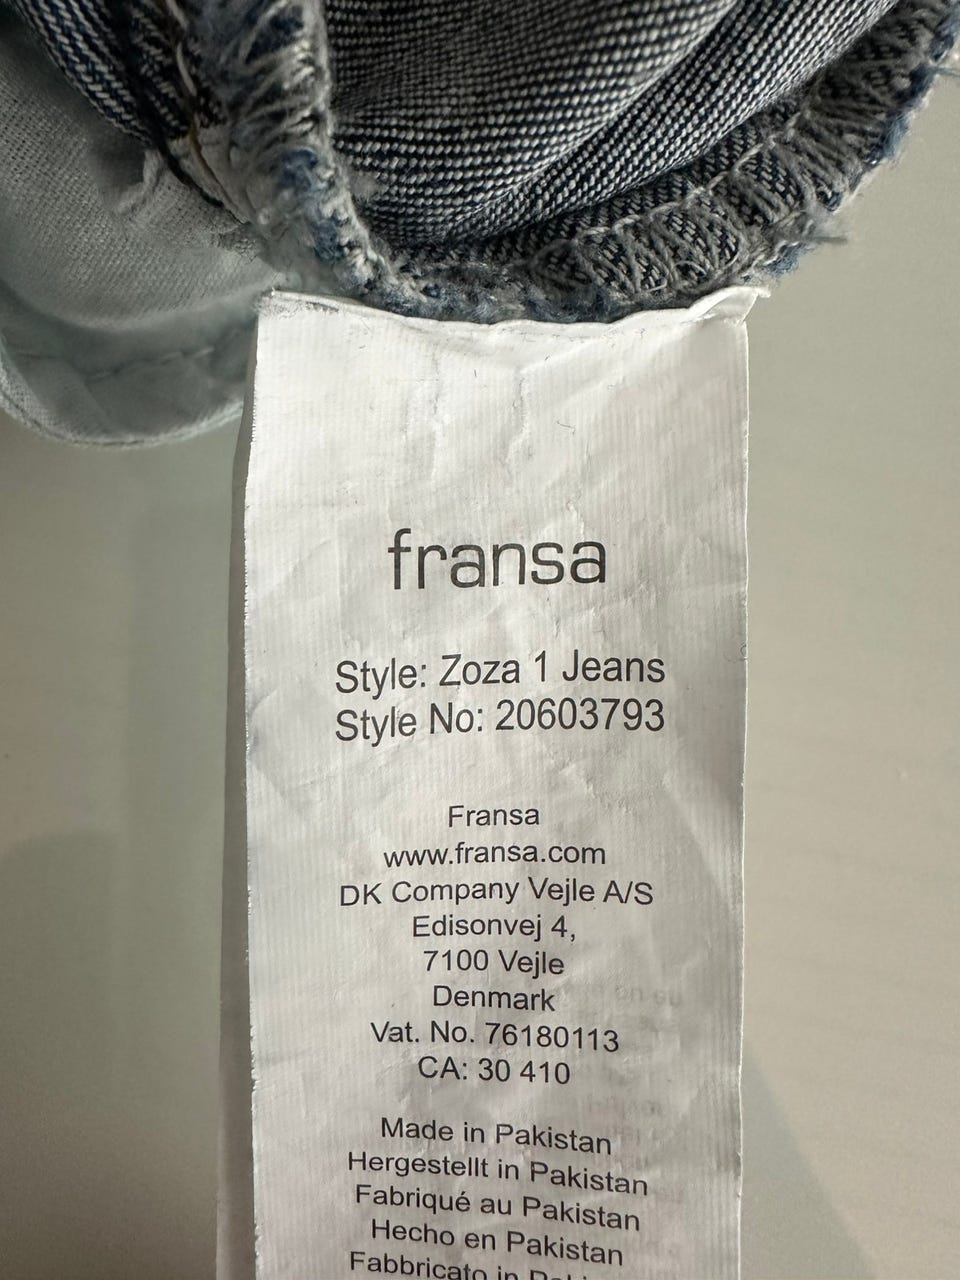 fransa
Style: Zoza 1 Jeans
Style No: 20603793
Fransa
www.fransa.com
DK Company Vejle A/S
Edisonvej 4,
7100 Vejle
Denmark
Vat. No. 76180113
CA: 30 410
Made in Pakistan
Hergestellt in Pakistan
Fabriqué au Pakistan
Hecho en Pakistan
Fabbricato in